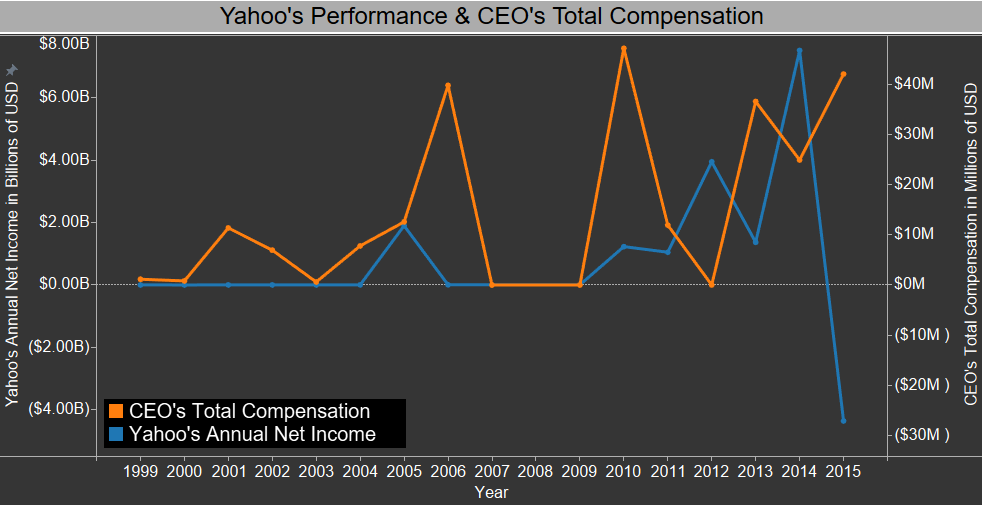 Yahoo's Performance & CEO's Total Compensation
Yahoo's Annual Net Income in Billions of USD
$8.00B
$6.00B
$4.00B
$2.00B
$0.00B
($2.00B)
($4.00B)
$40M
$30M
$20M
$10M
$0M
($10M )
($20M )
($30M )
CEO's Total Compensation in Millions of USD
CEO's Total Compensation
Yahoo's Annual Net Income
1999 2000 2001 2002 2003 2004 2005 2006 2007 2008 2009 2010 2011 2012 2013 2014 2015
Year